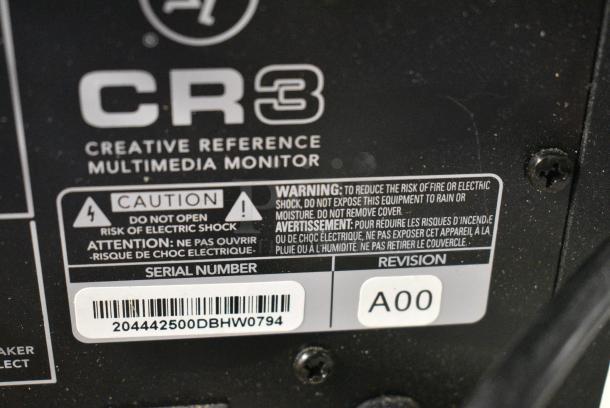 CR3
CREATIVE REFERENCE
MULTIMEDIA MONITOR
CAUTION
DO NOT OPEN
RISK OF ELECTRIC SHOCK
ATTENTION: NE PAS OUVRIR
-RISQUE DE CHOC ELECTRIQUE-
WARNING: TO REDUCE THE RISK OF FIRE OR ELECTRIC
SHOCK, DO NOT EXPOSE THIS EQUIPMENT TO RAIN OR
MOISTURE. DO NOT REMOVE COVER.
AVERTISSEMENT: POUR RÉDUIRE LES RISQUES D'INCENDIE
OU DE CHOC ELECTRIQUE, NE PAS EXPOSER CET APPAREIL A LA
PLUIE OU À L'HUMIDITÉ. NE PAS RETIRER LE COUVERCLE.
SERIAL NUMBER
REVISION
204442500DBHW0794
A00
AKER
LECT